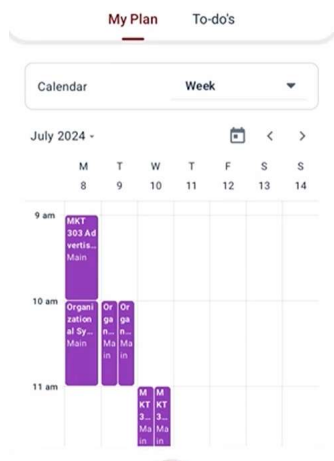 My Plan To-do's
Calendar Week
July 2024
M T W T F S S
8 9 10 11 12 13 14
9 am
MKT
303 Ad
vertis...
Main
10 am
Organi
zation
al Sy...
Main
Or
ga
n...
Ma
in
Or
ga
n...
Ma
in
11 am
M
KT
3...
Ma
in
M
KT
3...
Ma
in